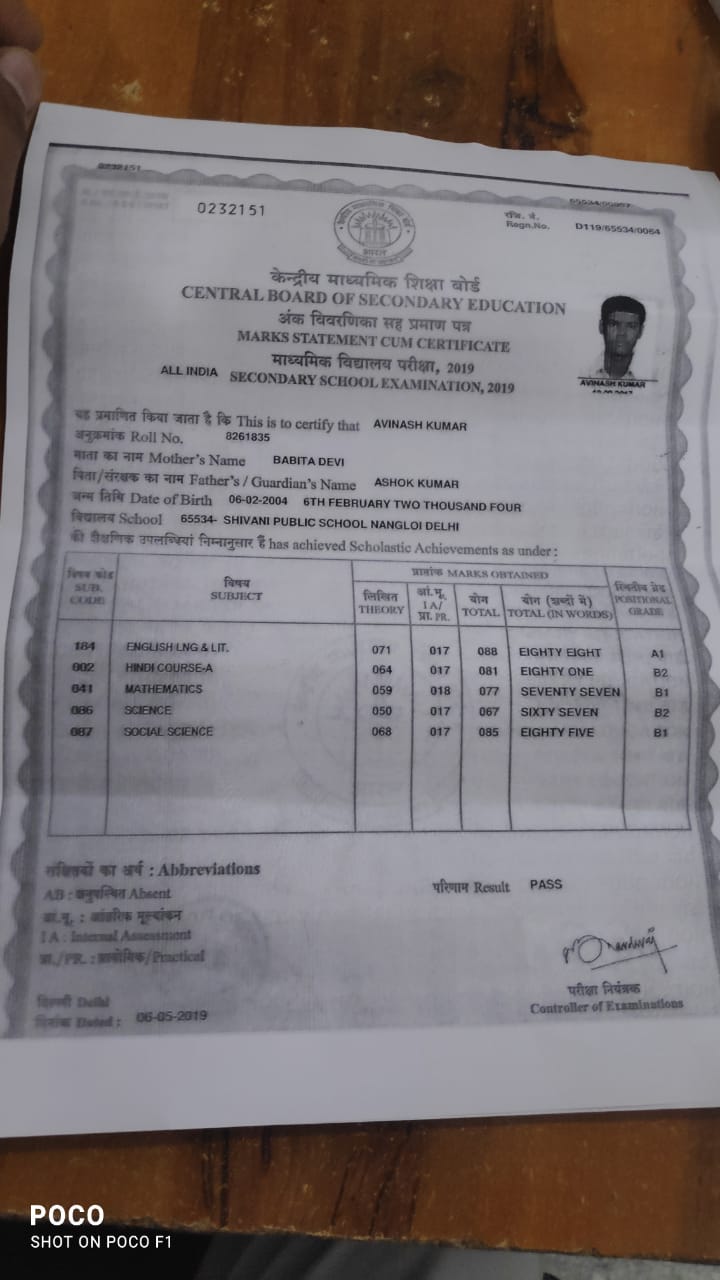 0232151
0232151
रजि. नं.
Regn.No. D119/65534/0064
केन्द्रीय माध्यमिक शिक्षा बोर्ड
CENTRAL BOARD OF SECONDARY EDUCATION
अंक विवरणिका सह प्रमाण पत्र
MARKS STATEMENT CUM CERTIFICATE
माध्यमिक विद्यालय परीक्षा, 2019
ALL INDIA SECONDARY SCHOOL EXAMINATION, 2019
AVINASH KUMAR
यह प्रमाणित किया जाता है कि This is to certify that AVINASH KUMAR
अनुक्रमांक Roll No. 8261835
माता का नाम Mother's Name BABITA DEVI
पिता/संरक्षक का नाम Father's / Guardian's Name ASHOK KUMAR
जन्म तिथि Date of Birth 06-02-2004 6TH FEBRUARY TWO THOUSAND FOUR
विद्यालय School 65534- SHIVANI PUBLIC SCHOOL NANGLOI DELHI
की शैक्षणिक उपलब्धियां निम्नानुसार हैं has achieved Scholastic Achievements as under :
विषय कोड SUB. CODE विषय SUBJECT प्राप्तांक MARKS OBTAINED स्थितीय ग्रेड POSITIONAL GRADE
लिखित THEORY आं.मू. IA/ प्रा. PR. योग TOTAL योग (शब्दों में) TOTAL (IN WORDS)
184 ENGLISH LNG & LIT. 071 017 088 EIGHTY EIGHT A1
002 HINDI COURSE-A 064 017 081 EIGHTY ONE B2
041 MATHEMATICS 059 018 077 SEVENTY SEVEN B1
086 SCIENCE 050 017 067 SIXTY SEVEN B2
087 SOCIAL SCIENCE 068 017 085 EIGHTY FIVE B1
संक्षिप्तियों का अर्थ : Abbreviations
AB : अनुपस्थित Absent
परिणाम Result PASS
आं.मू. : आंतरिक मूल्यांकन
I A : Internal Assessment
प्रा./PR. : प्रायोगिक/Practical
दिल्ली Delhi
दिनांक Dated : 06-05-2019
परीक्षा नियंत्रक
Controller of Examinations
POCO
SHOT ON POCO F1